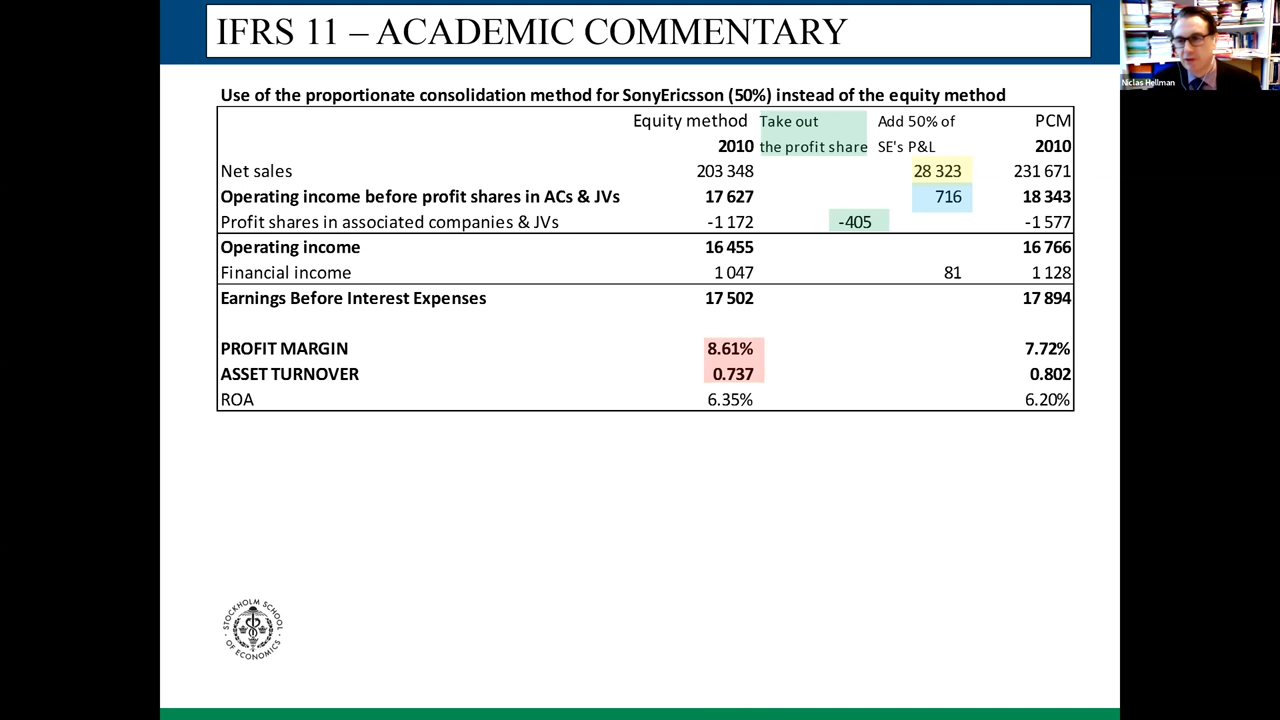 IFRS 11 – ACADEMIC COMMENTARY
Niclas Hellman
Use of the proportionate consolidation method for SonyEricsson (50%) instead of the equity method
Equity method Take out Add 50% of PCM
2010 the profit share SE's P&L 2010
Net sales 203 348 28 323 231 671
Operating income before profit shares in ACs & JVs 17 627 716 18 343
Profit shares in associated companies & JVs -1 172 -405 -1 577
Operating income 16 455 16 766
Financial income 1 047 81 1 128
Earnings Before Interest Expenses 17 502 17 894
PROFIT MARGIN 8.61% 7.72%
ASSET TURNOVER 0.737 0.802
ROA 6.35% 6.20%
STOCKHOLM SCHOOL
OF ECONOMICS